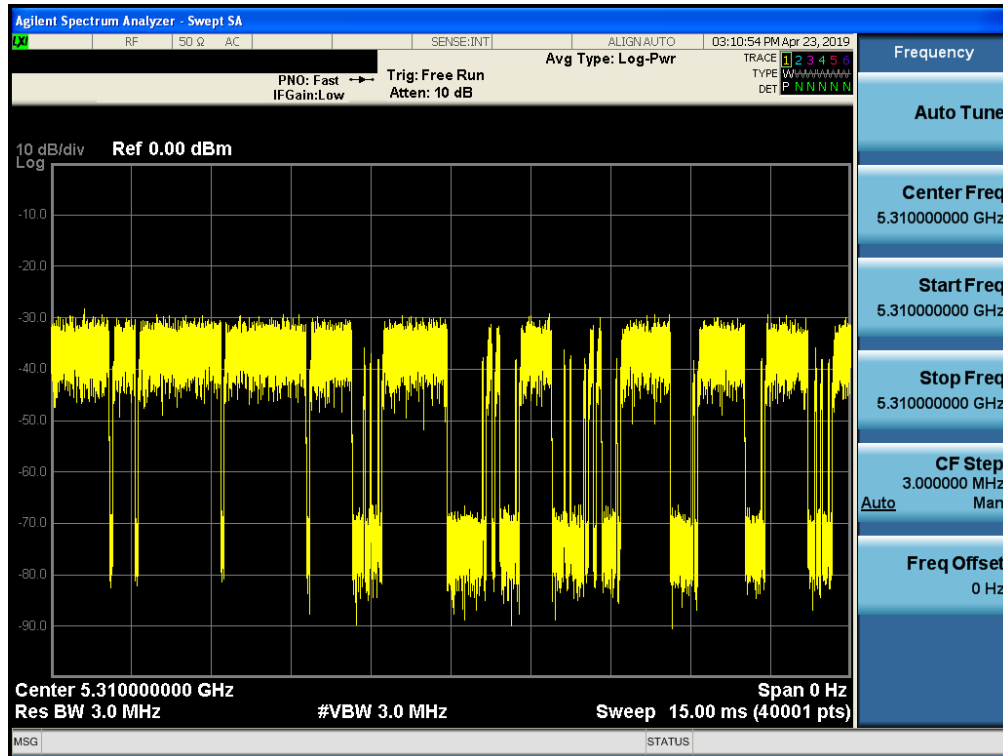 Agilent Spectrum Analyzer - Swept SA
LXI RF 50 Ω AC SENSE:INT ALIGN AUTO 03:10:54 PM Apr 23, 2019
Avg Type: Log-Pwr TRACE 1 2 3 4 5 6
PNO: Fast Trig: Free Run TYPE W
IFGain:Low Atten: 10 dB DET P N N N N N
10 dB/div Ref 0.00 dBm
Log
-10.0
-20.0
-30.0
-40.0
-50.0
-60.0
-70.0
-80.0
-90.0
Center 5.310000000 GHz Span 0 Hz
Res BW 3.0 MHz #VBW 3.0 MHz Sweep 15.00 ms (40001 pts)
MSG STATUS
Frequency
Auto Tune
Center Freq
5.310000000 GHz
Start Freq
5.310000000 GHz
Stop Freq
5.310000000 GHz
CF Step
3.000000 MHz
Auto Man
Freq Offset
0 Hz